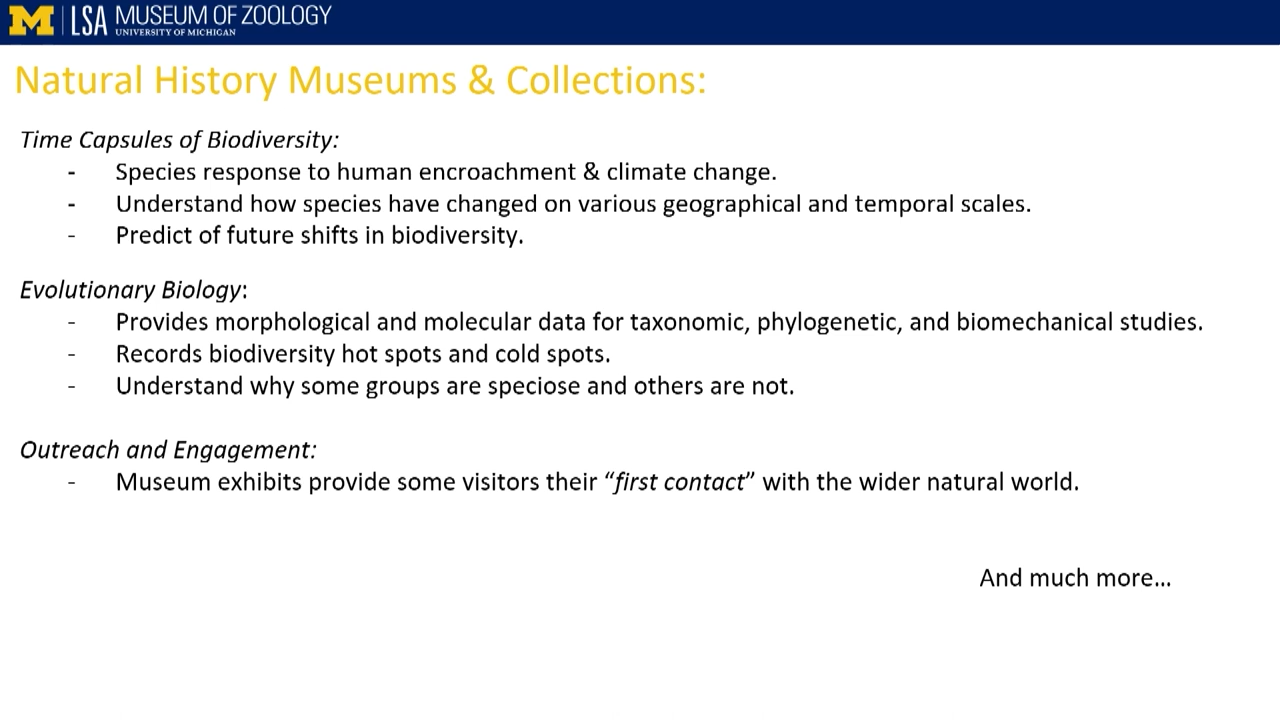 M LSA MUSEUM OF ZOOLOGY
UNIVERSITY OF MICHIGAN
Natural History Museums & Collections:
Time Capsules of Biodiversity:
- Species response to human encroachment & climate change.
- Understand how species have changed on various geographical and temporal scales.
- Predict of future shifts in biodiversity.
Evolutionary Biology:
- Provides morphological and molecular data for taxonomic, phylogenetic, and biomechanical studies.
- Records biodiversity hot spots and cold spots.
- Understand why some groups are speciose and others are not.
Outreach and Engagement:
- Museum exhibits provide some visitors their “first contact” with the wider natural world.
And much more…